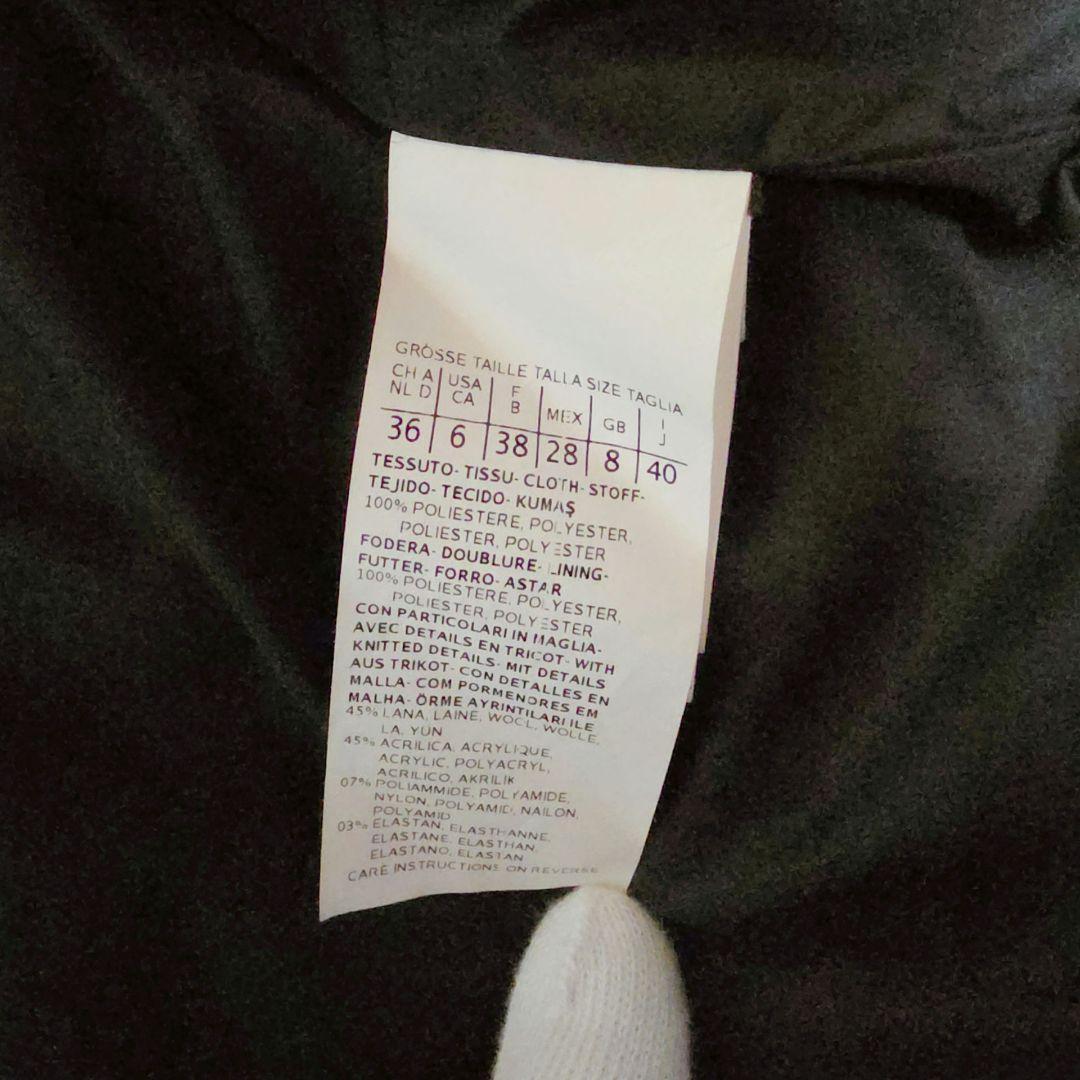 GRÖSSE TAILLE TALLA SIZE TAGLIA
CH A USA F MEX GB I
NL D CA B J
36 6 38 28 8 40
TESSUTO- TISSU- CLOTH- STOFF-
TEJIDO- TECIDO- KUMAŞ
100% POLIESTERE, POLYESTER,
POLIESTER, POLYESTER
FODERA- DOUBLURE- LINING-
FUTTER- FORRO- ASTAR
100% POLIESTERE, POLYESTER,
POLIESTER, POLYESTER
CON PARTICOLARI IN MAGLIA-
AVEC DETAILS EN TRICOT- WITH
KNITTED DETAILS- MIT DETAILS
AUS TRIKOT- CON DETALLES EN
MALLA- COM PORMENORES EM
MALHA- ÖRME AYRINTILARI ILE
45% LANA, LAINE, WOOL, WOLLE,
LA, YÜN
45% ACRILICA, ACRYLIQUE,
ACRYLIC, POLYACRYL,
ACRILICO, AKRILIK
07% POLIAMMIDE, POLYAMIDE,
NYLON, POLYAMID, NAILON,
POLYAMID
03% ELASTAN, ELASTHANNE,
ELASTANE, ELASTHAN,
ELASTANO, ELASTAN
CARE INSTRUCTIONS ON REVERSE